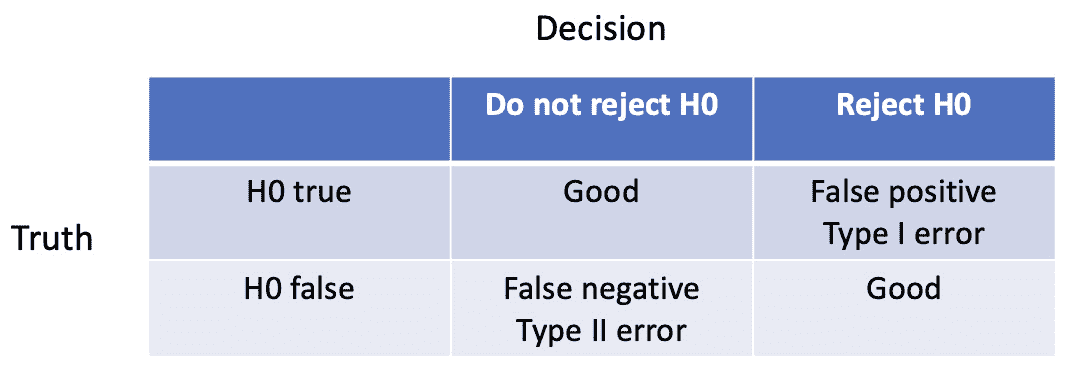 Decision
Do not reject H0
Reject H0
Truth
H0 true
Good
False positive
Type I error
H0 false
False negative
Type II error
Good